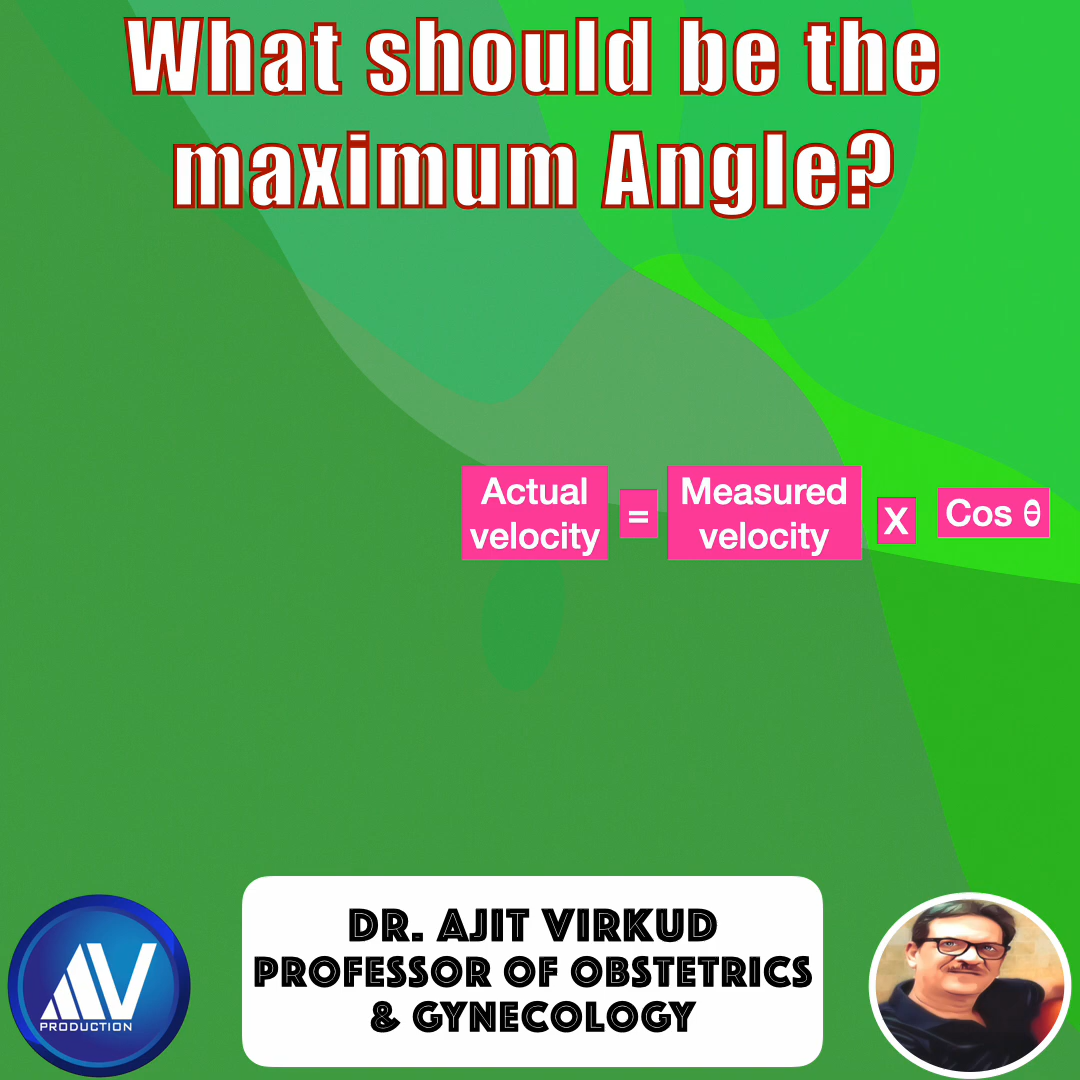 What should be the
maximum Angle?
Actual
velocity
=
Measured
velocity
X
Cos θ
AV
PRODUCTION
DR. AJIT VIRKUD
PROFESSOR OF OBSTETRICS
& GYNECOLOGY